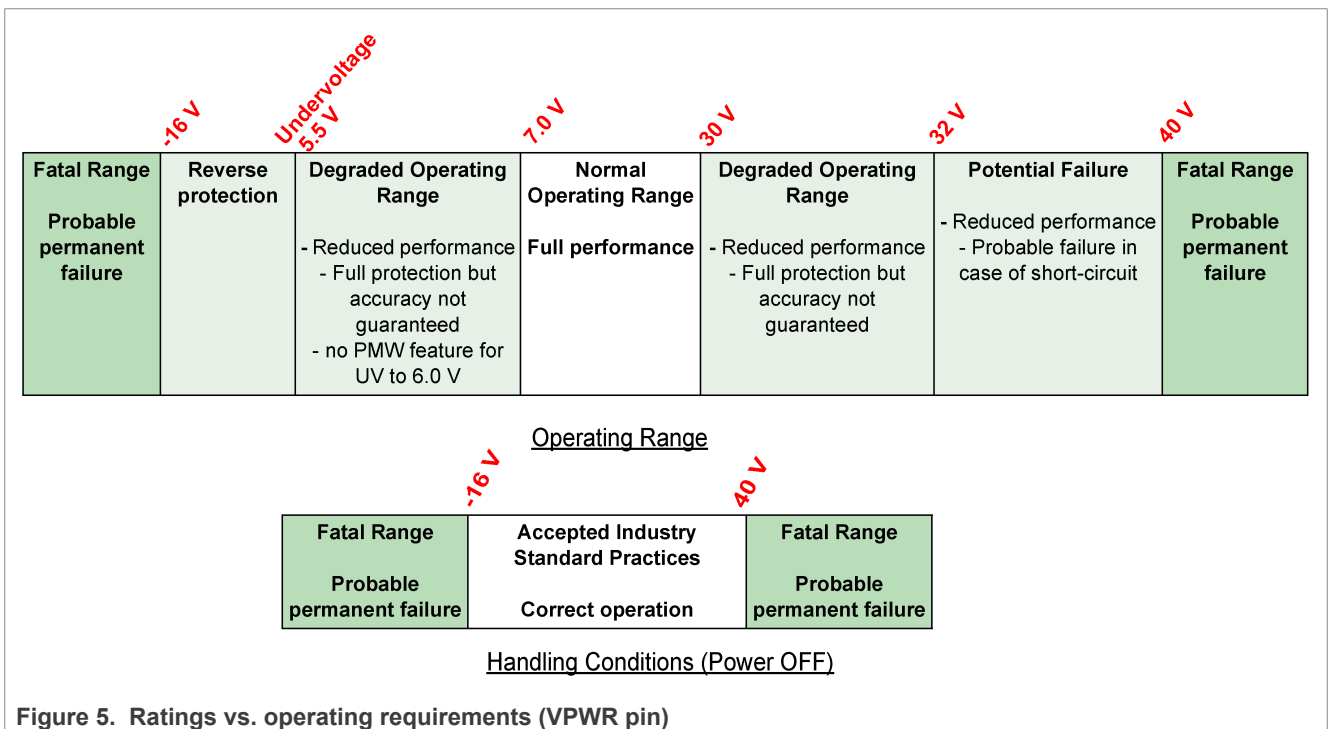 -16 V
Undervoltage
5.5 V
7.0 V
30 V
32 V
40 V
Fatal Range
Probable
permanent
failure
Reverse
protection
Degraded Operating
Range
- Reduced performance
- Full protection but
accuracy not
guaranteed
- no PMW feature for
UV to 6.0 V
Normal
Operating Range
Full performance
Degraded Operating
Range
- Reduced performance
- Full protection but
accuracy not
guaranteed
Potential Failure
- Reduced performance
- Probable failure in
case of short-circuit
Fatal Range
Probable
permanent
failure
Operating Range
-16 V
40 V
Fatal Range
Probable
permanent failure
Accepted Industry
Standard Practices
Correct operation
Fatal Range
Probable
permanent failure
Handling Conditions (Power OFF)
Figure 5. Ratings vs. operating requirements (VPWR pin)